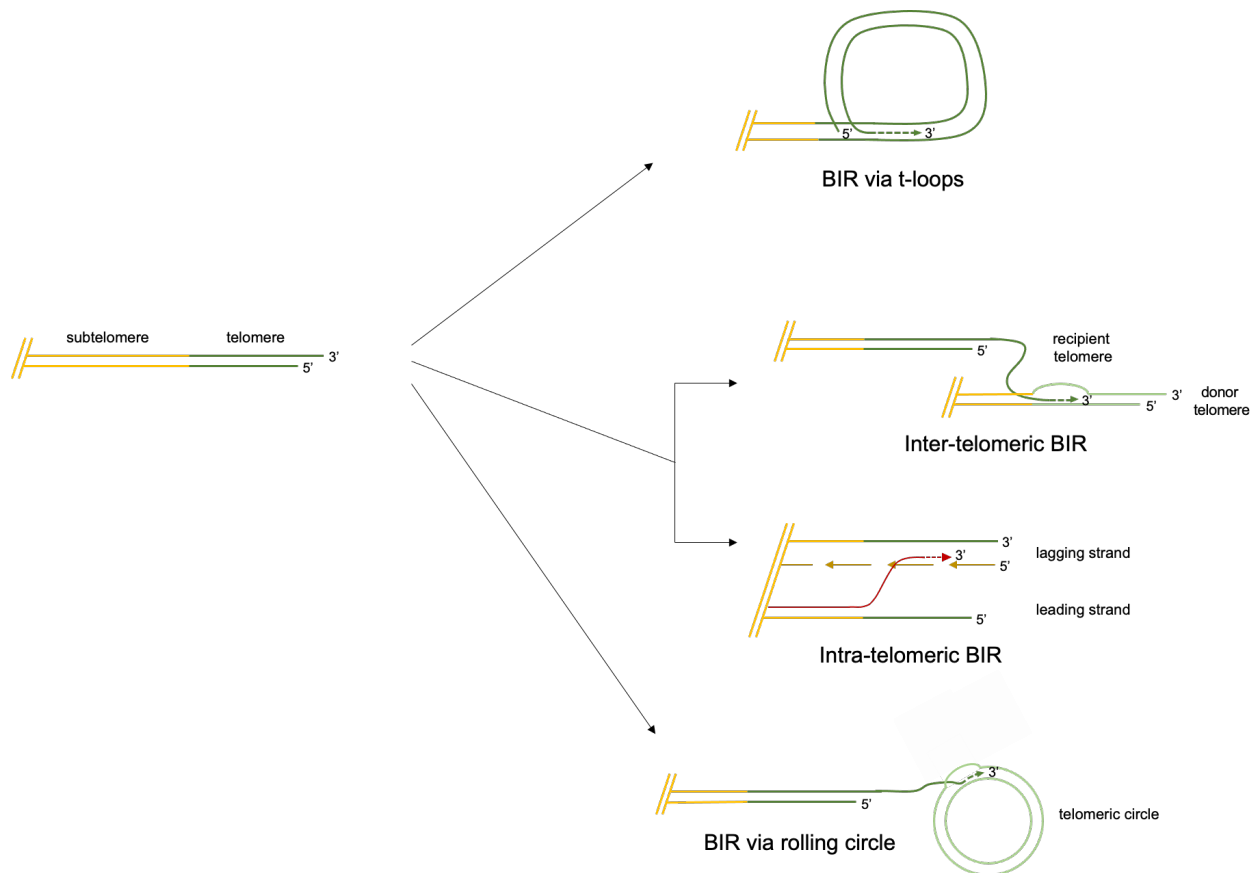 5’
3’
BIR via t-loops
subtelomere
telomere
3’
5’
recipient
telomere
5’
3’
3’
5’
donor
telomere
Inter-telomeric BIR
3’
lagging strand
3’
5’
leading strand
5’
Intra-telomeric BIR
3’
5’
telomeric circle
BIR via rolling circle